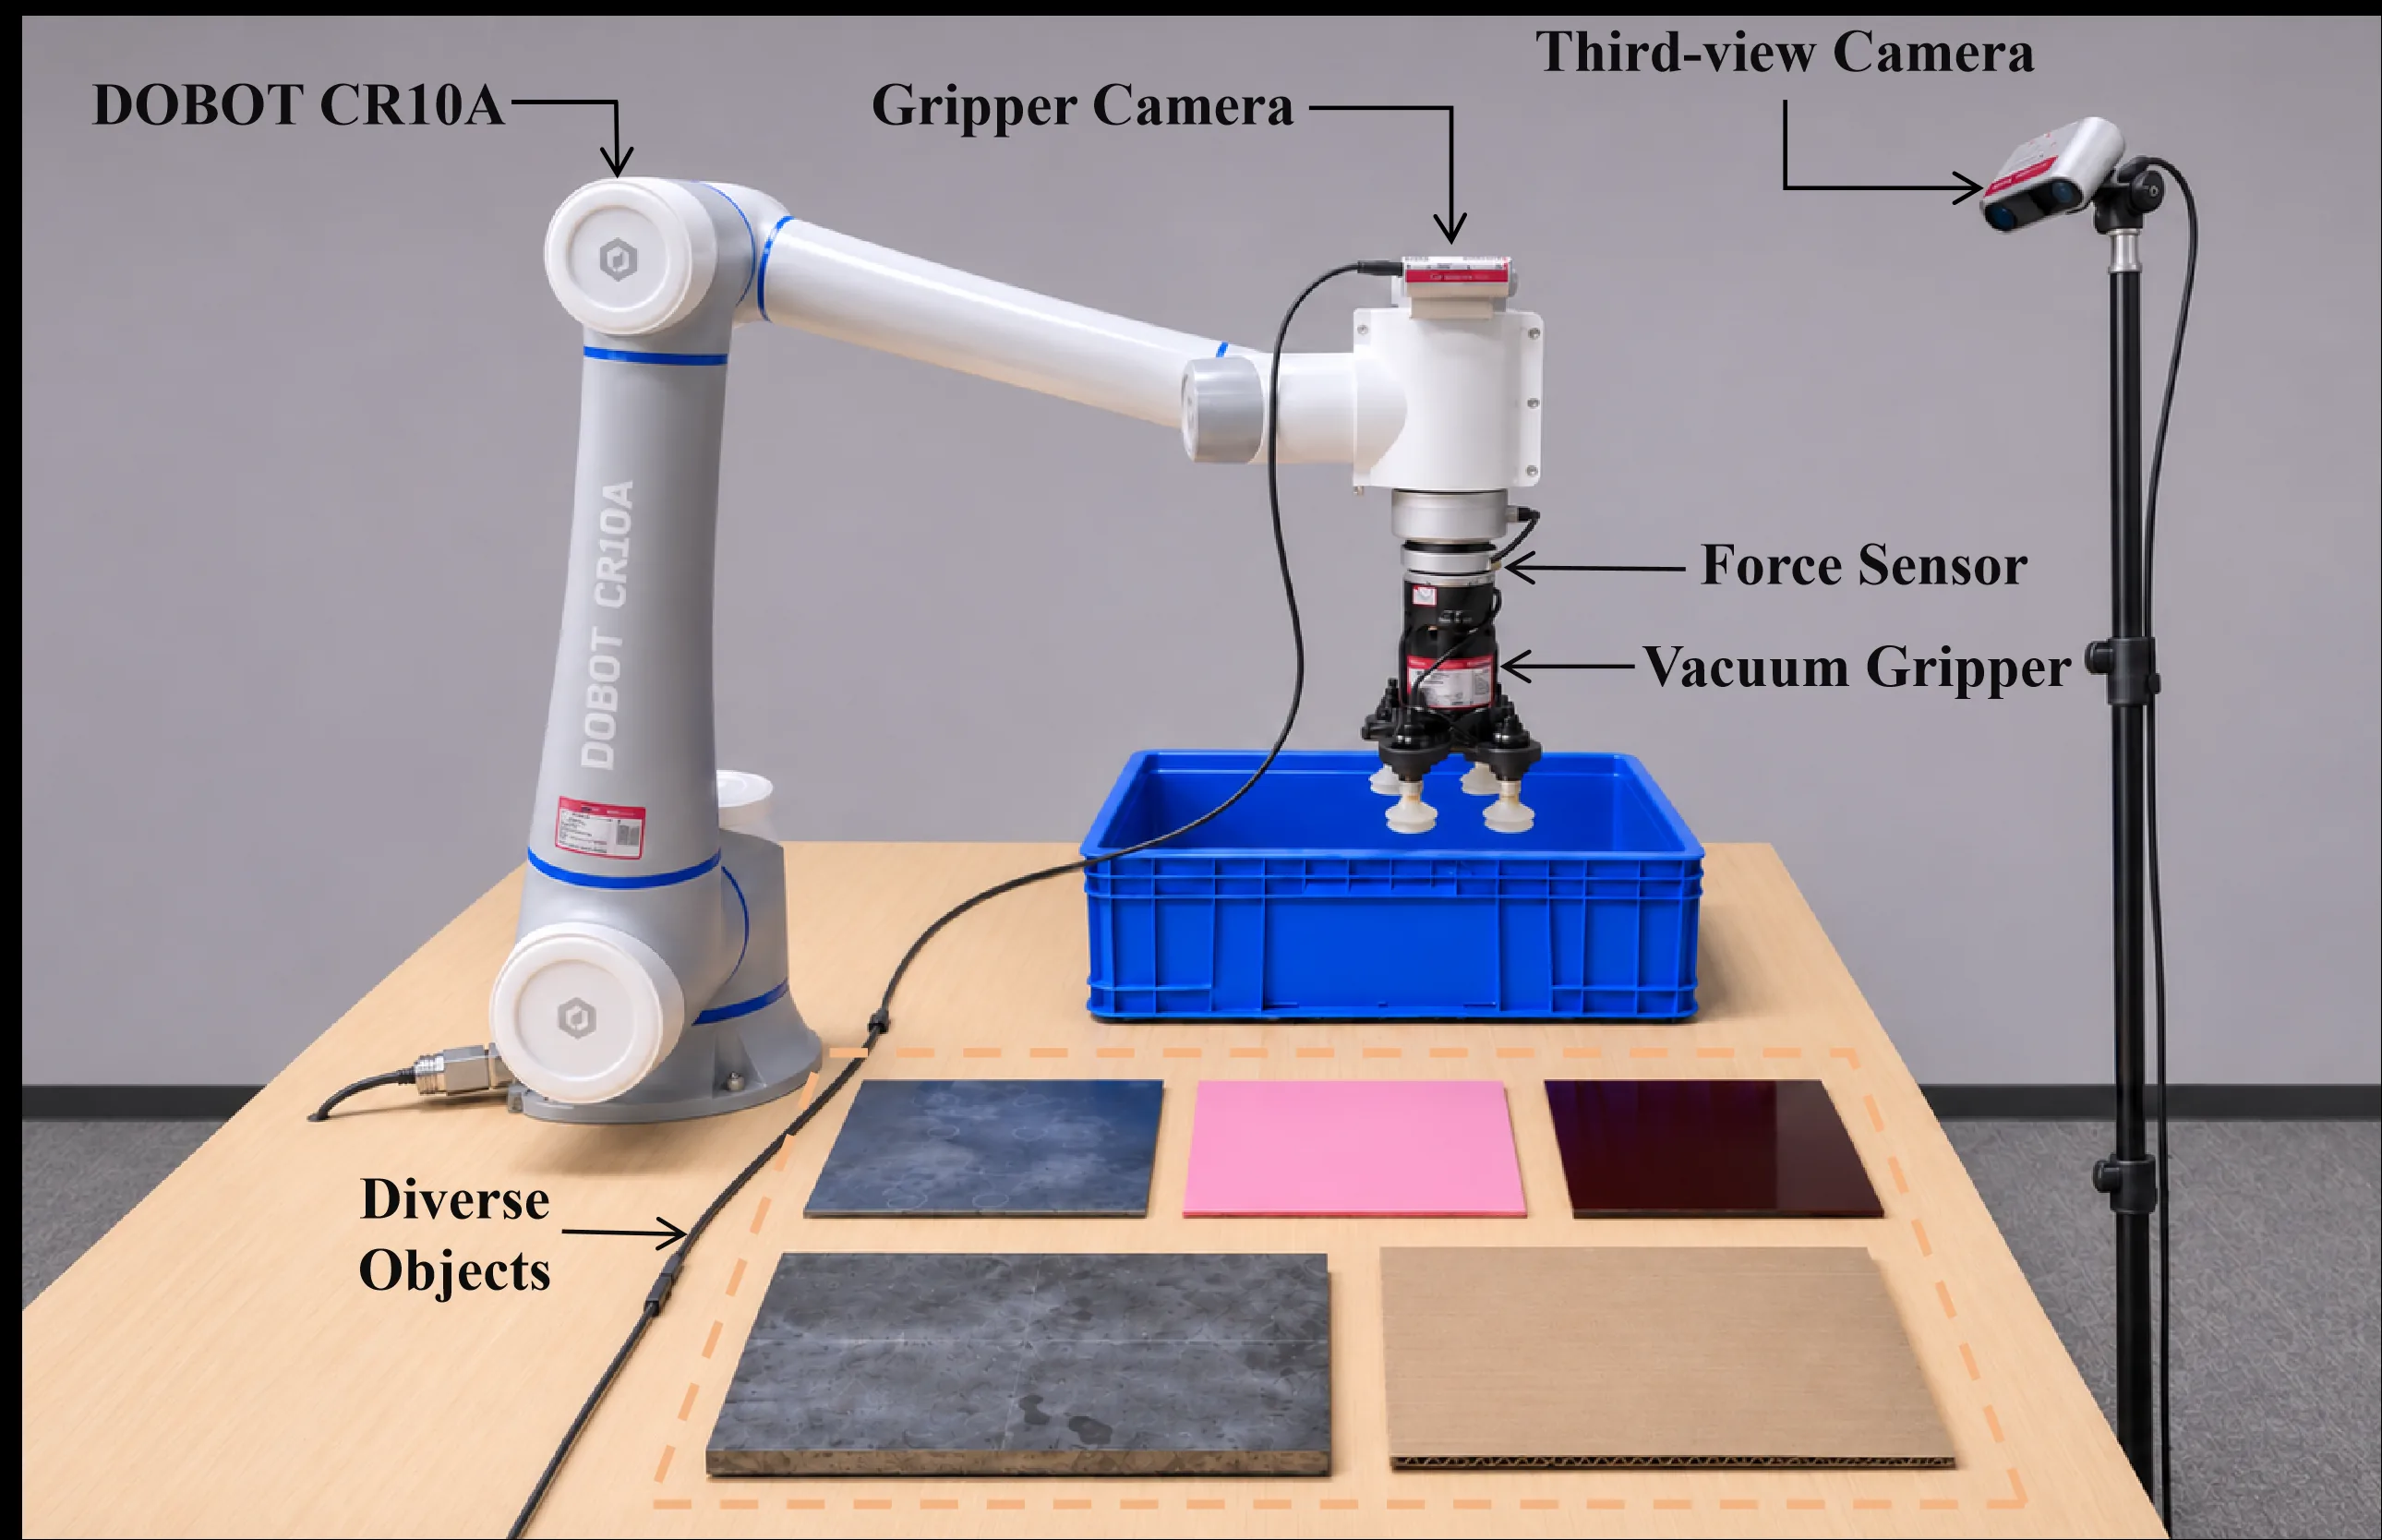 Third-view Camera
DOBOT CR10A
Gripper Camera
Force Sensor
DOBOT CR10A
Vacuum Gripper
Diverse
Objects